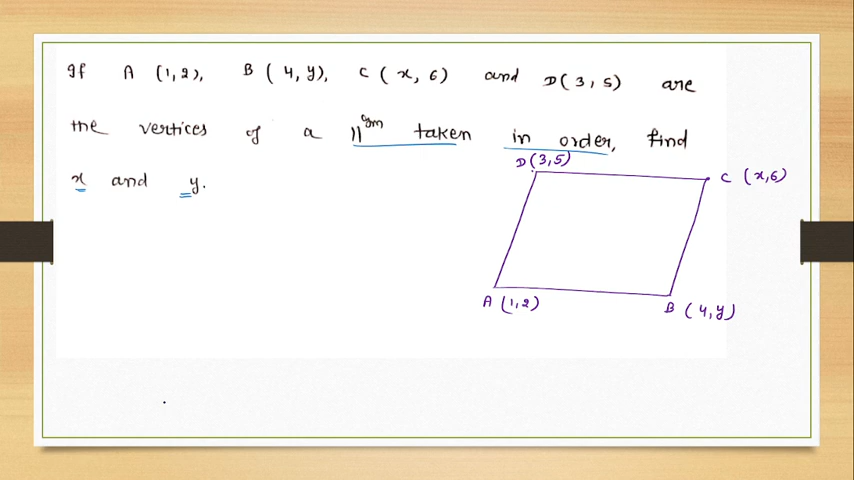 If A (1,2), B (4,y), C (x,6) and D(3,5) are
the vertices of a ||gm taken in order, find
x and y.
D(3,5)
C (x,6)
A (1,2)
B (4,y)